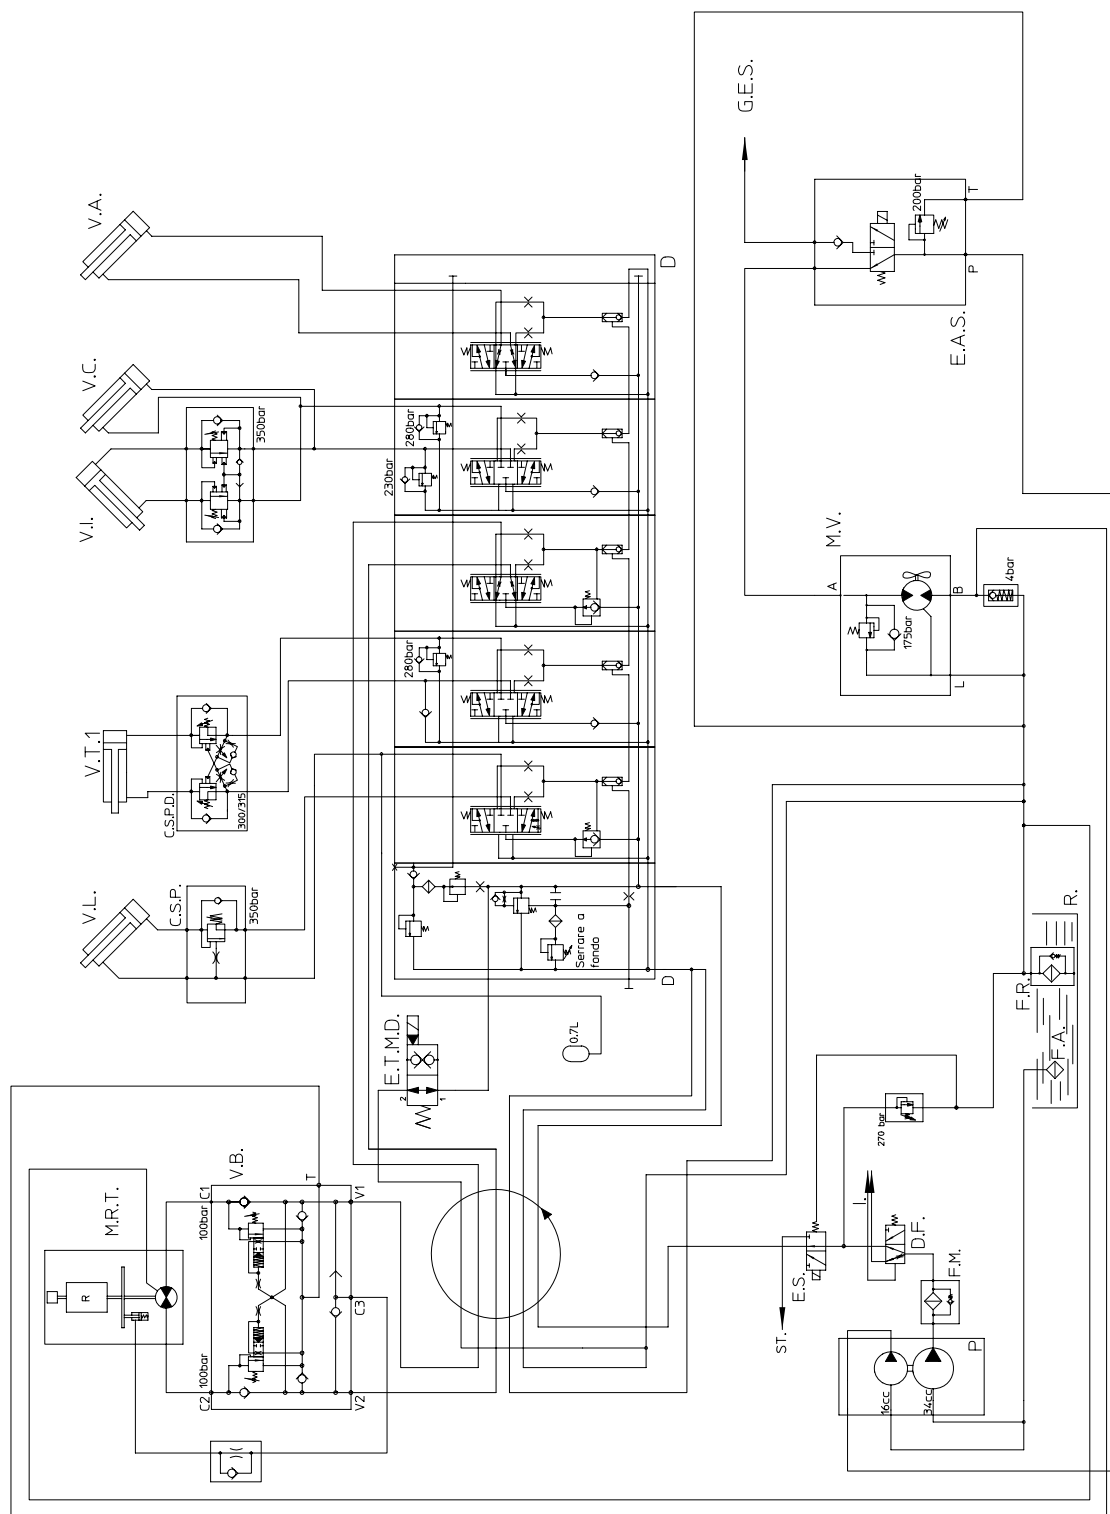 G.E.S.
V.A.
200bar
T
P
E.A.S.
D
V.C.
350bar
V.I.
280bar
230bar
M.V.
A
B
4bar
175bar
L
280bar
V.T.1
C.S.P.D.
300/315
V.L.
C.S.P.
350bar
Serrare a
fondo
D
R.
F.R.
F.A.
E.T.M.D.
2
1
0.7L
270 bar
M.R.T.
R
V.B.
T
C1
V1
100bar
C3
100bar
C2
V2
I.
D.F.
E.S.
ST.
F.M.
P
16cc
34cc